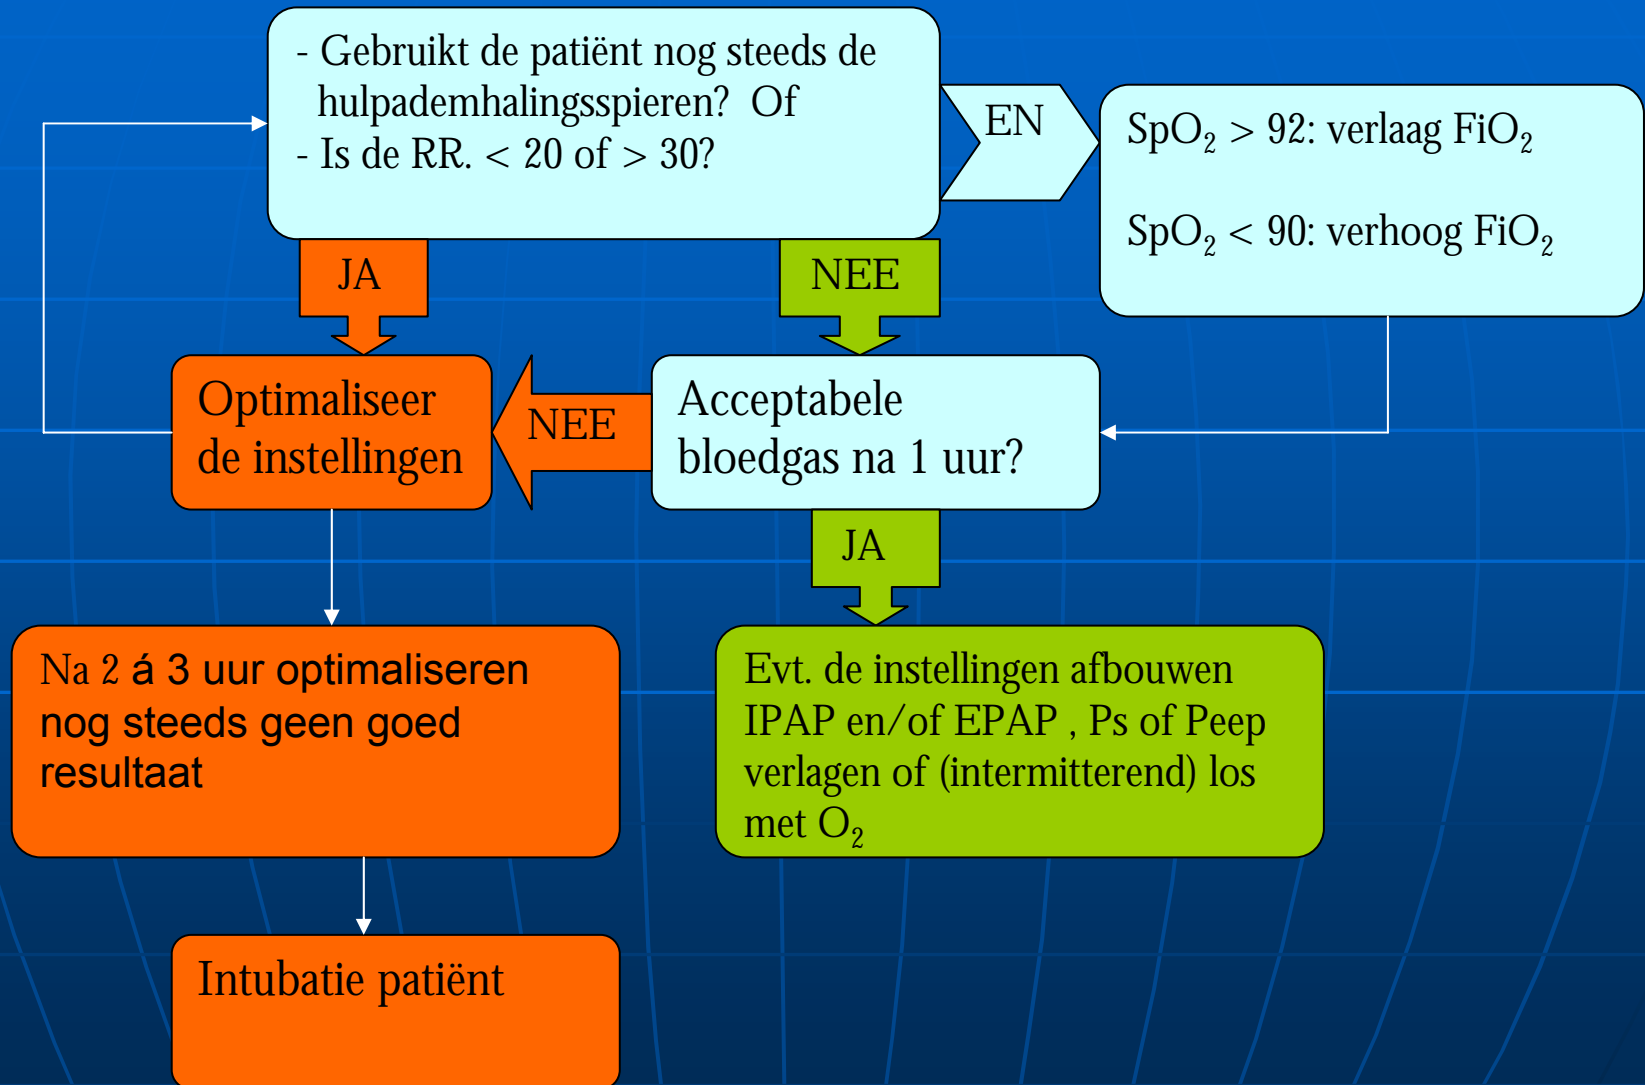 - Gebruikt de patiënt nog steeds de
hulpademhalingsspieren? Of
- Is de RR. < 20 of > 30?
EN
SpO₂ > 92: verlaag FiO₂
SpO₂ < 90: verhoog FiO₂
JA
NEE
Optimaliseer
de instellingen
NEE
Acceptabele
bloedgas na 1 uur?
JA
Na 2 á 3 uur optimaliseren
nog steeds geen goed
resultaat
Evt. de instellingen afbouwen
IPAP en/of EPAP , Ps of Peep
verlagen of (intermitterend) los
met O₂
Intubatie patiënt